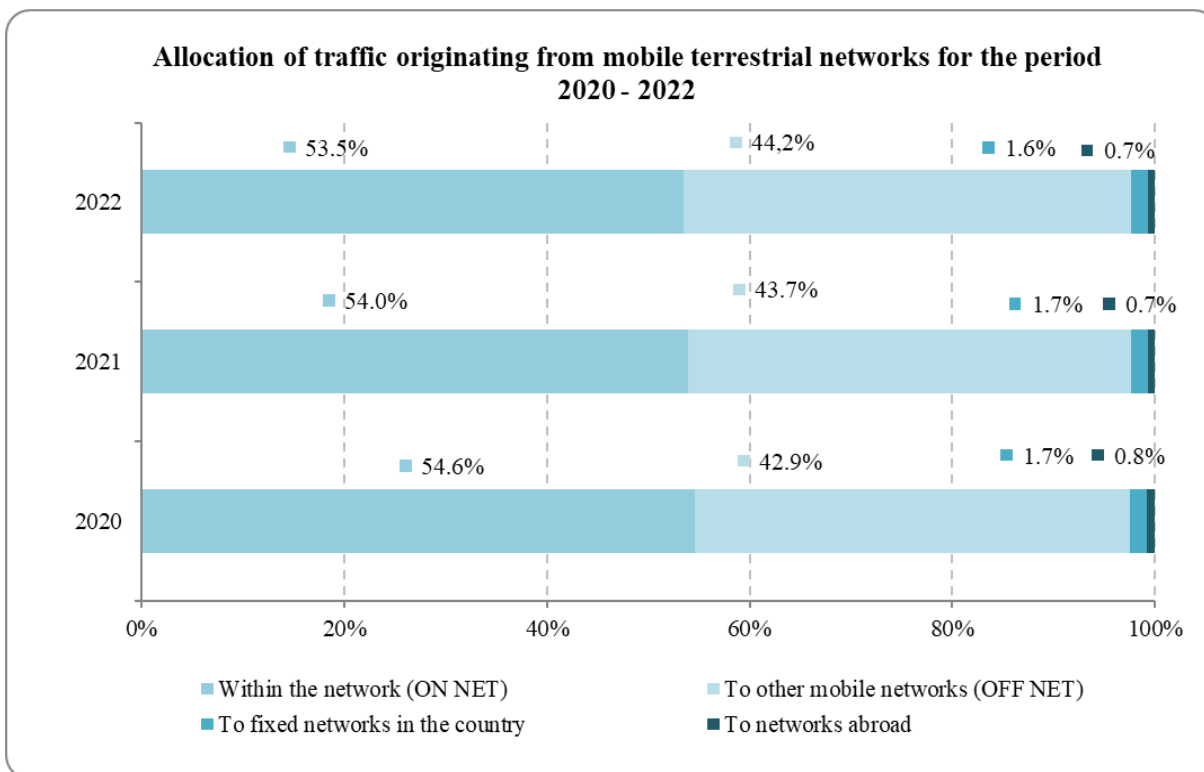 Allocation of traffic originating from mobile terrestrial networks for the period
2020 - 2022
53.5% 44,2% 1.6% 0.7%
2022
54.0% 43.7% 1.7% 0.7%
2021
54.6% 42.9% 1.7% 0.8%
2020
0% 20% 40% 60% 80% 100%
Within the network (ON NET) To other mobile networks (OFF NET)
To fixed networks in the country To networks abroad